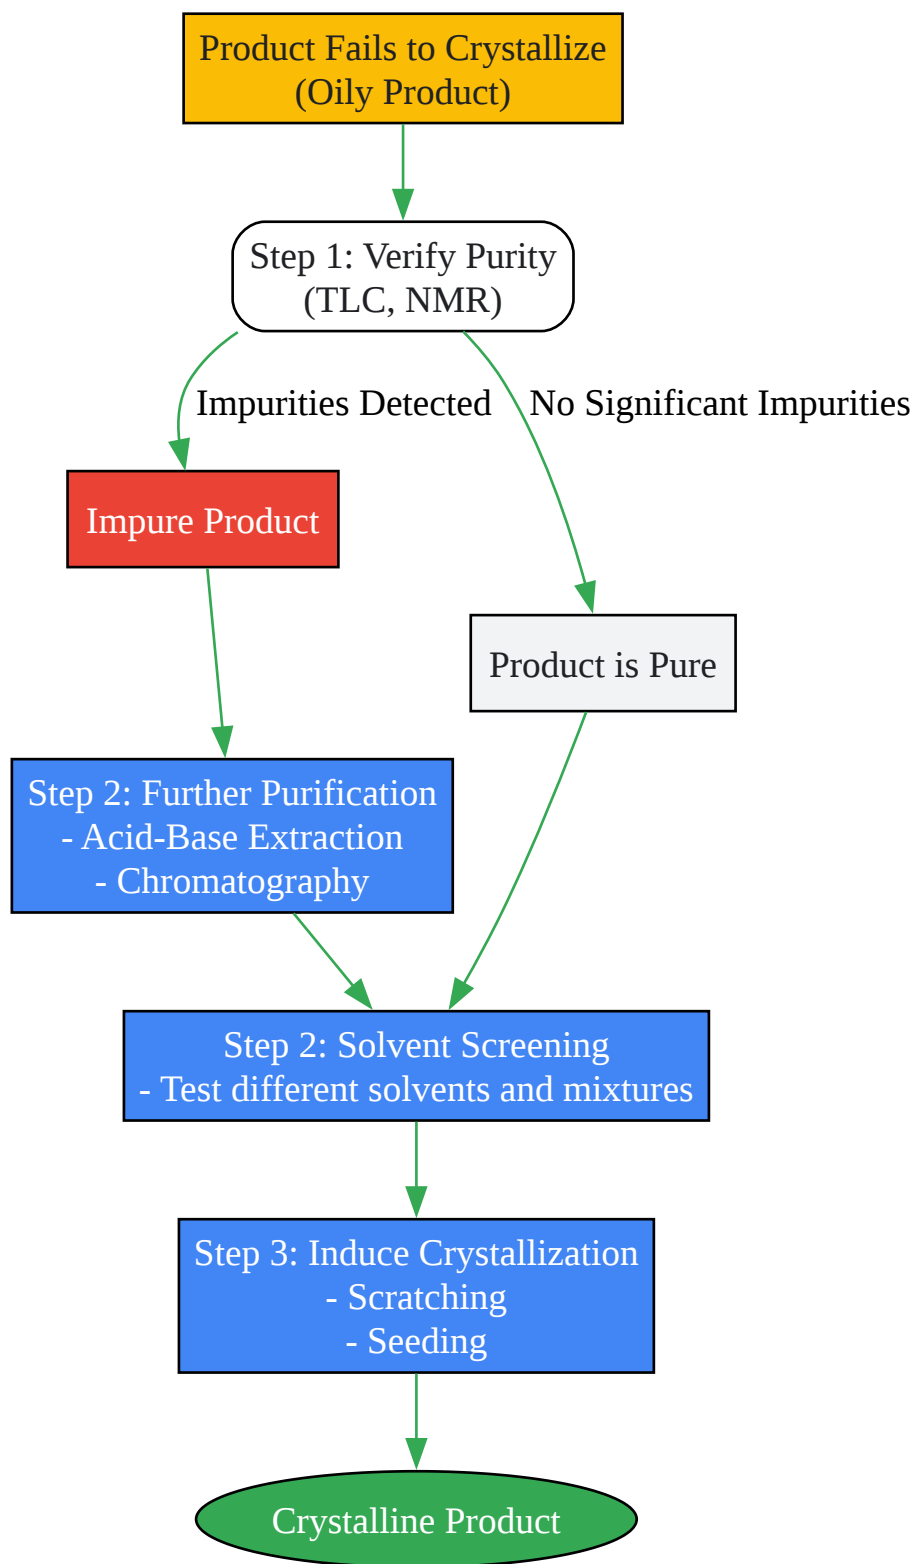 Product Fails to Crystallize
(Oily Product)
Step 1: Verify Purity
(TLC, NMR)
Impurities Detected
No Significant Impurities
Impure Product
Product is Pure
Step 2: Further Purification
- Acid-Base Extraction
- Chromatography
Step 2: Solvent Screening
- Test different solvents and mixtures
Step 3: Induce Crystallization
- Scratching
- Seeding
Crystalline Product